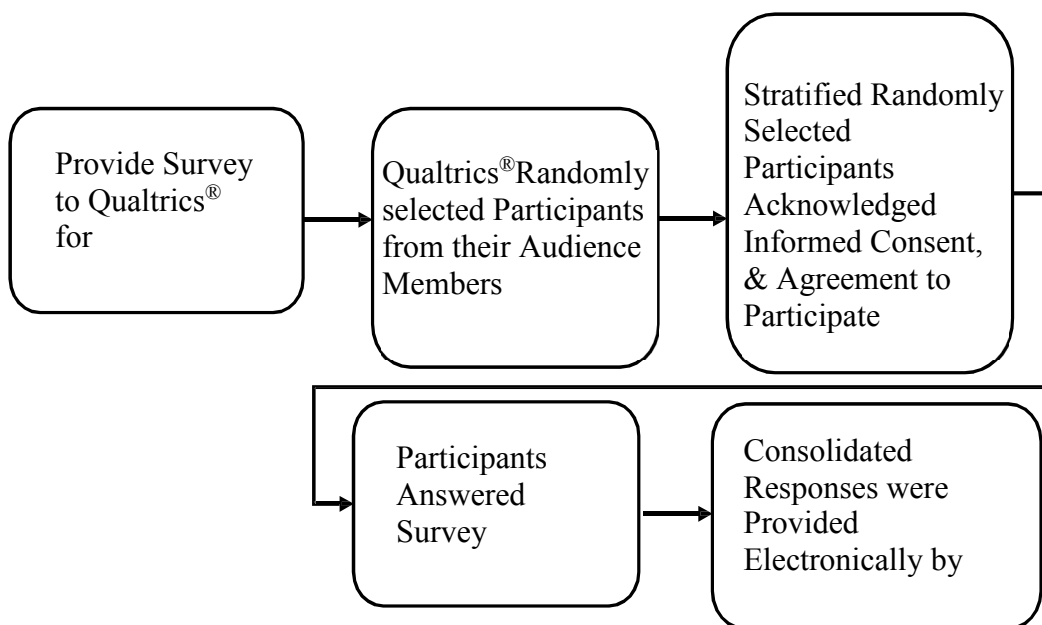 Provide Survey
to Qualtrics®
for
Qualtrics®Randomly
selected Participants
from their Audience
Members
Stratified Randomly
Selected
Participants
Acknowledged
Informed Consent,
& Agreement to
Participate
Participants
Answered
Survey
Consolidated
Responses were
Provided
Electronically by